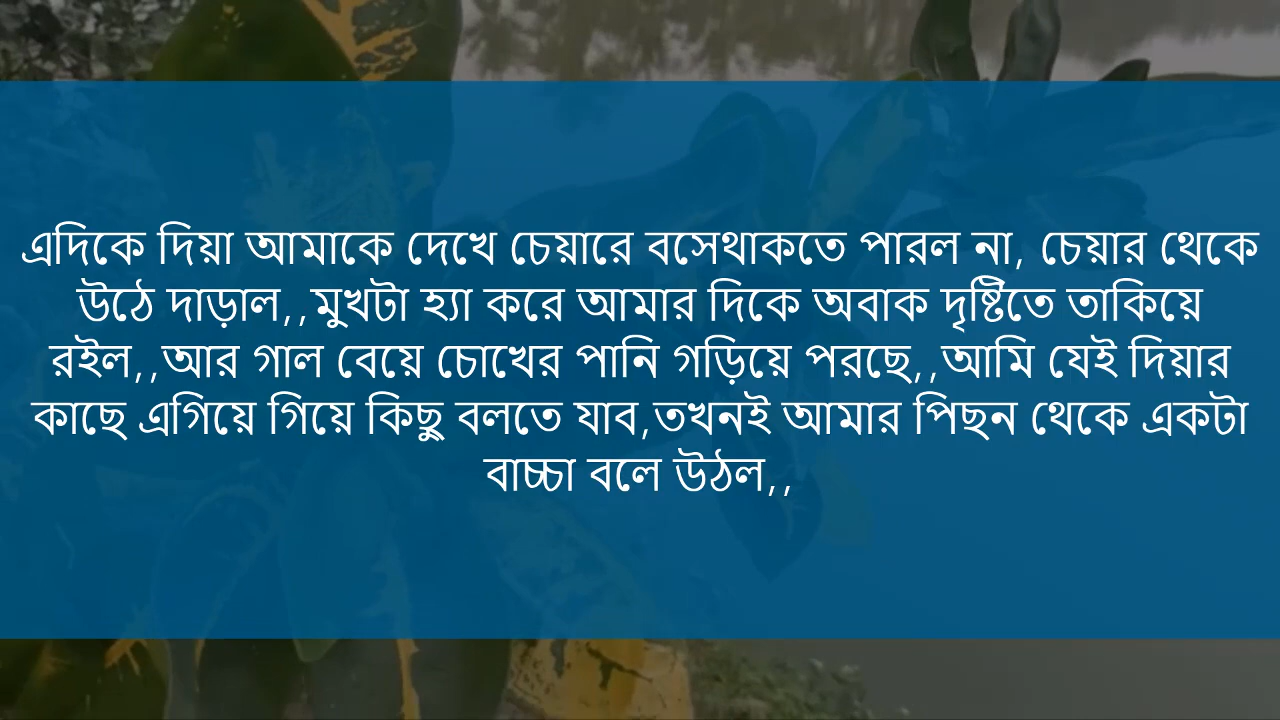 এদিকে দিয়া আমাকে দেখে চেয়ারে বসেথাকতে পারল না, চেয়ার থেকে
উঠে দাড়াল,,মুখটা হ্যা করে আমার দিকে অবাক দৃষ্টিতে তাকিয়ে
রইল,,আর গাল বেয়ে চোখের পানি গড়িয়ে পরছে,,আমি যেই দিয়ার
কাছে এগিয়ে গিয়ে কিছু বলতে যাব,তখনই আমার পিছন থেকে একটা
বাচ্চা বলে উঠল,,